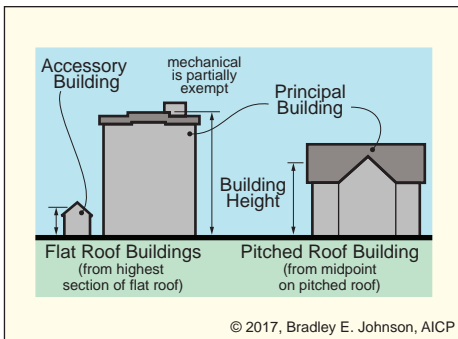 Accessory
Building
mechanical
is partially
exempt
Principal
Building
Building
Height
Flat Roof Buildings
(from highest
section of flat roof)
Pitched Roof Building
(from midpoint
on pitched roof)
© 2017, Bradley E. Johnson, AICP